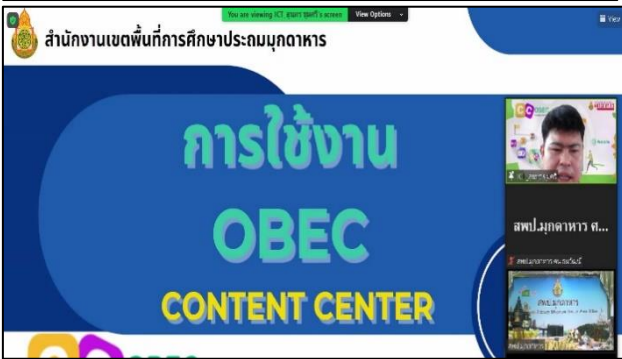 You are viewing ICT
screen
View Options
View
สำนักงานเขตพื้นที่การศึกษาประถมมุกดาหาร
การใช้งาน
OBEC
CONTENT CENTER
สพป.มุกดาหาร ศ...